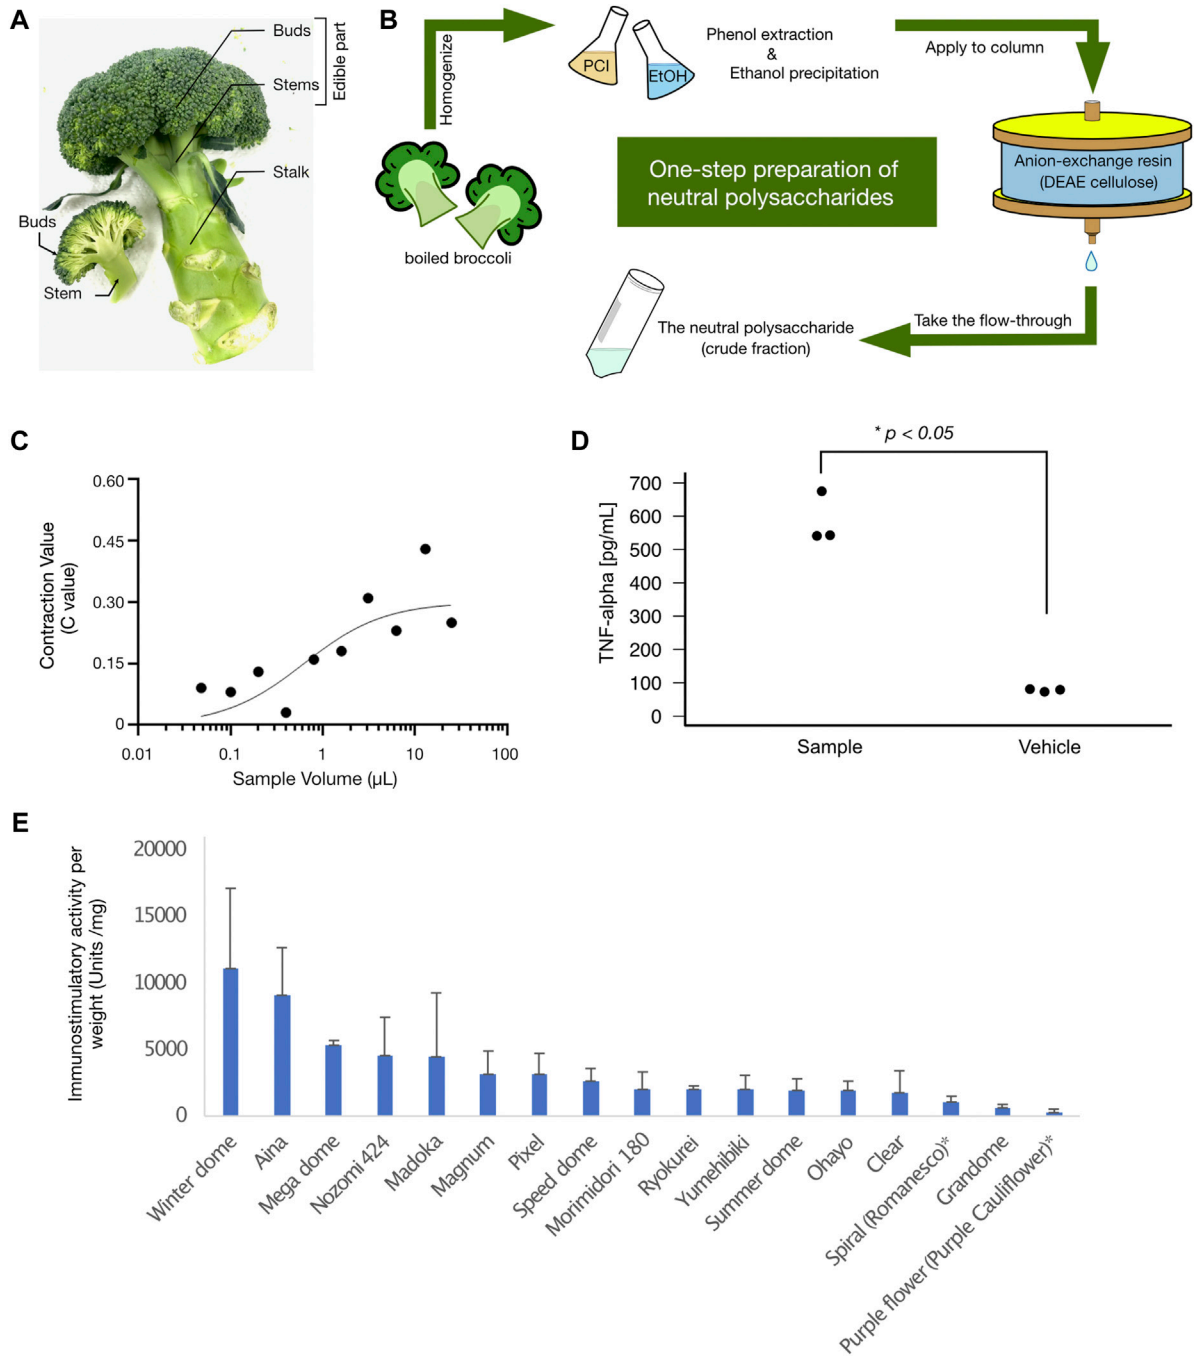 A
Buds
Stems
Edible part
Stalk
Buds
Stem
B
Homogenize
PCI
EtOH
Phenol extraction
&
Ethanol precipitation
Apply to column
boiled broccoli
One-step preparation of
neutral polysaccharides
Anion-exchange resin
(DEAE cellulose)
Take the flow-through
The neutral polysaccharide
(crude fraction)
C
Contraction Value
(C value)
0.60
0.45
0.30
0.15
0
0.01
0.1
1
10
100
Sample Volume (µL)
D
* p < 0.05
TNF-alpha [pg/mL]
700
600
500
400
300
200
100
0
Sample
Vehicle
E
Immunostimulatory activity per
weight (Units /mg)
20000
15000
10000
5000
0
Winter dome
Aina
Mega dome
Nozomi 424
Madoka
Magnum
Pixel
Speed dome
Morimidori 180
Ryokurei
Yumehibiki
Summer dome
Ohayo
Clear
Spiral (Romanesco)*
Grandome
Purple flower (Purple Cauliflower)*